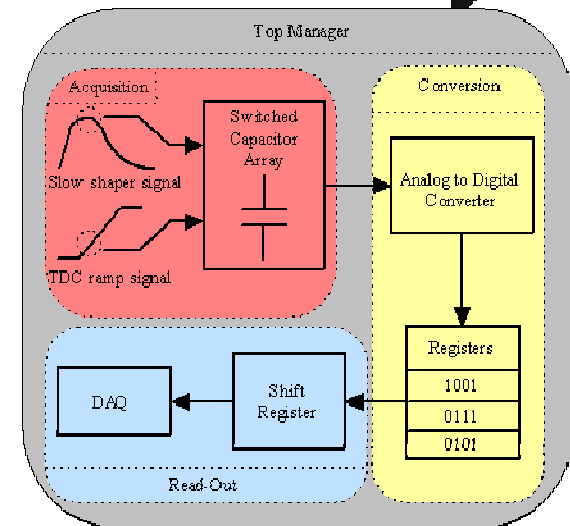 Top Manager
Acquisition
Slow shaper signal
TDC ramp signal
Switched
Capacitor
Array
Conversion
Analog to Digital
Converter
Registers
1001
0111
0101
Shift
Register
DAQ
Read-Out